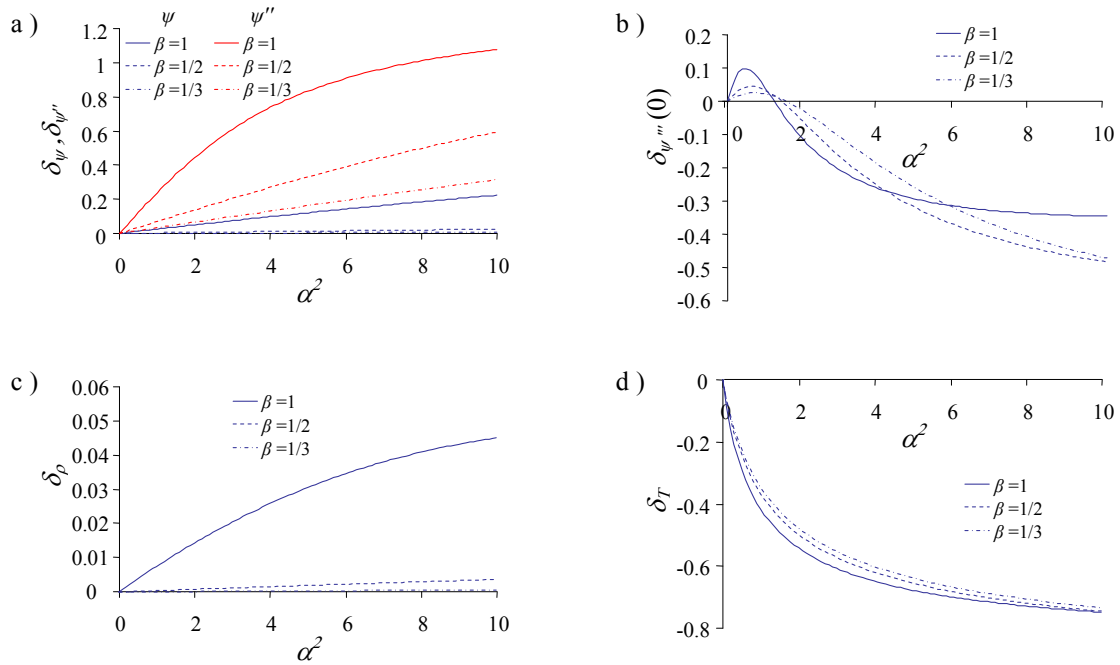 a )
ψ ψ''
β =1 β =1
β =1/2 β =1/2
β =1/3 β =1/3
δψ ,δψ''
1.2
1
0.8
0.6
0.4
0.2
0
0 2 4 6 8 10
α²
b )
β =1
β =1/2
β =1/3
δψ'''(0)
0.2
0.1
0
-0.1
-0.2
-0.3
-0.4
-0.5
-0.6
0 2 4 6 8 10
α²
c )
β =1
β =1/2
β =1/3
δρ
0.06
0.05
0.04
0.03
0.02
0.01
0
0 2 4 6 8 10
α²
d )
0
-0.2
-0.4
-0.6
-0.8
0 2 4 6 8 10
α²
δT
β =1
β =1/2
β =1/3